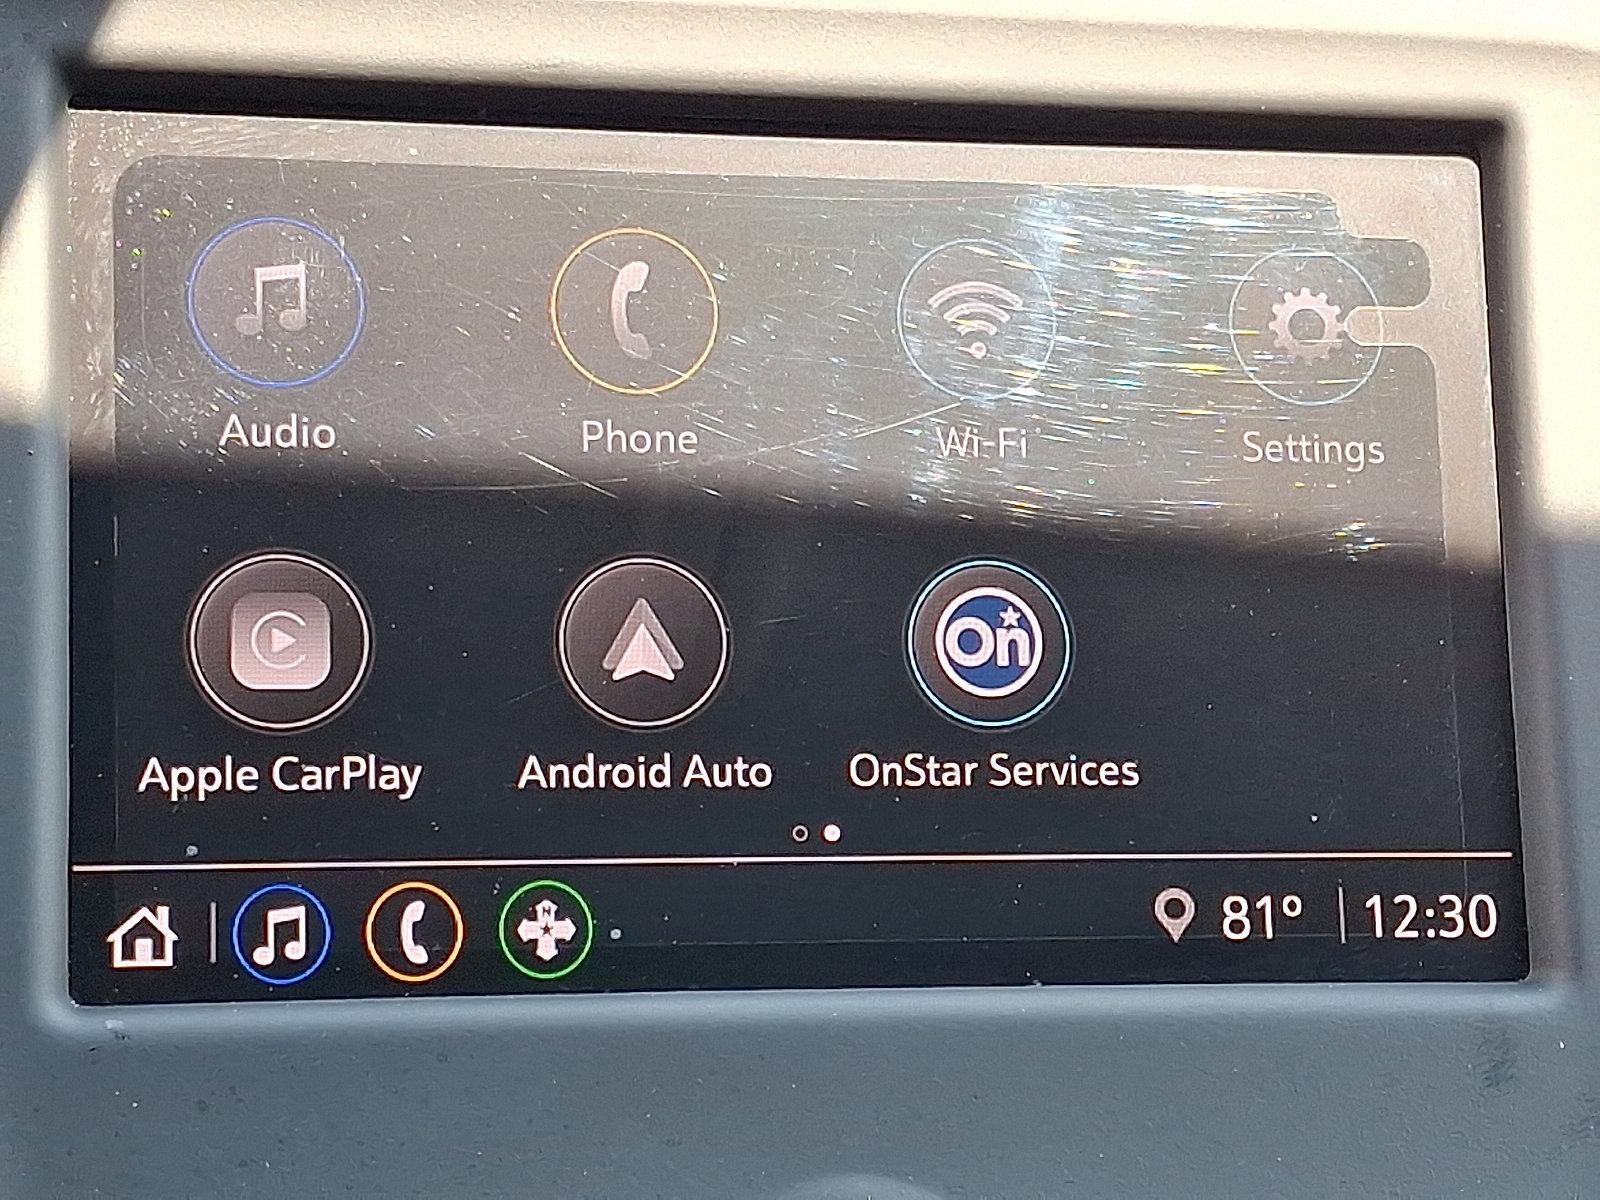 Audio Phone Wi-Fi Settings
On
Apple CarPlay Android Auto OnStar Services
N
81° 12:30